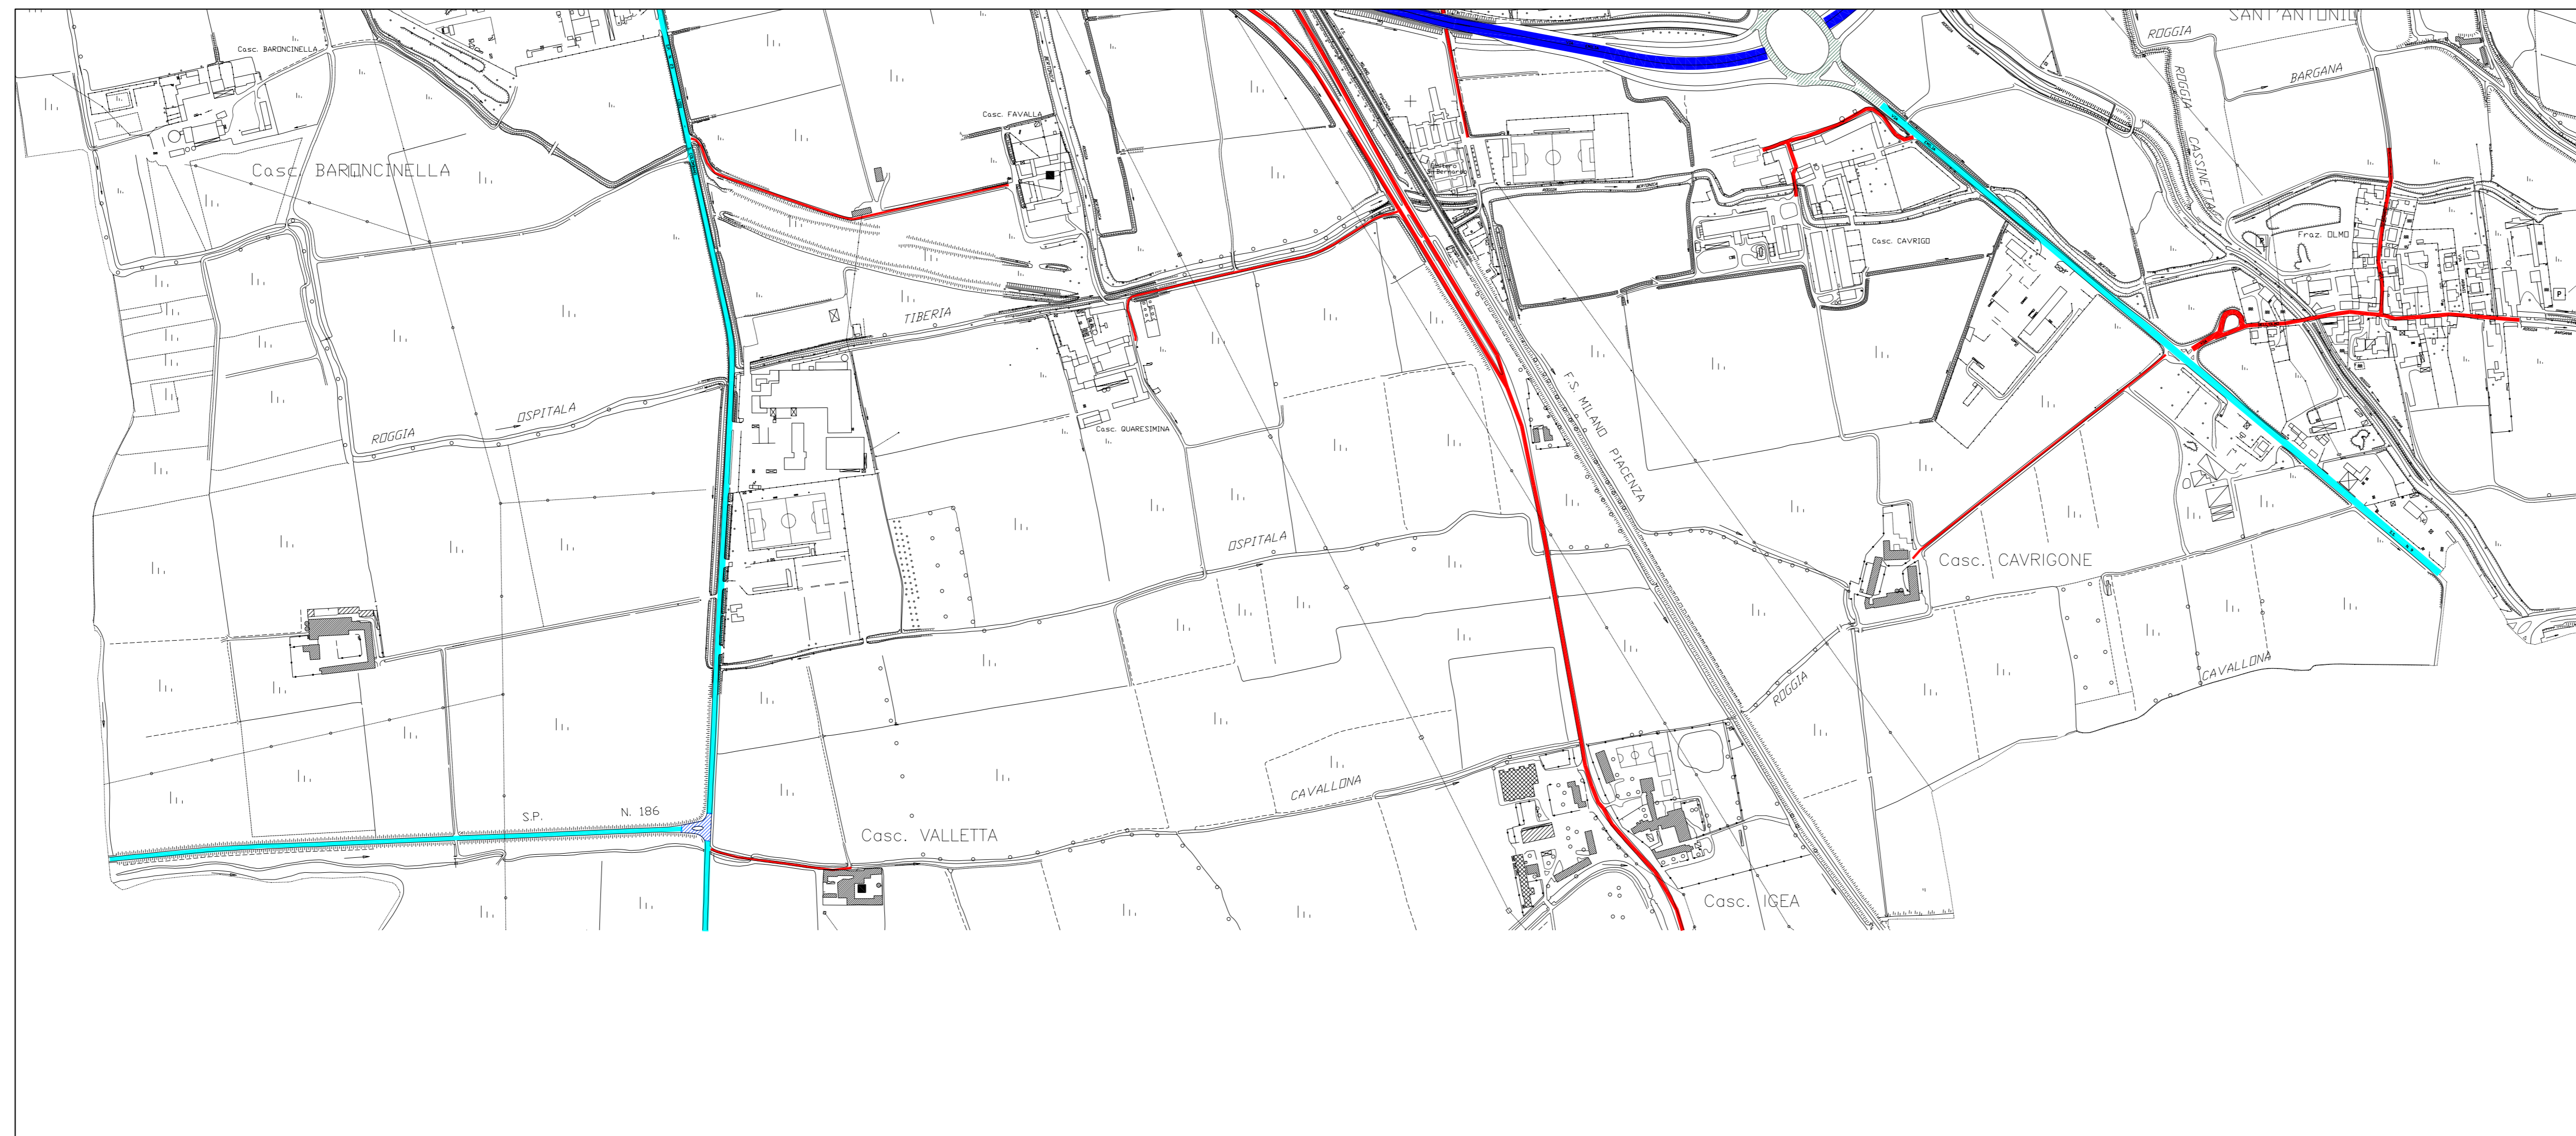 SANT'ANTONIO
ROGGIA
Casc. BARONCINELLA
BARGANA
ROGGIA
Casc. FAVALLA
CASSINETTA
Casc. BARONCINELLA
S. Bernardo
Fraz. OLMO
Casc. CAVRIGO
P
P
TIBERIA
F.S. MILANO PIACENZA
OSPITALA
ROGGIA
Casc. QUARESIMINA
OSPITALA
Casc. CAVRIGONE
CAVALLONA
ROGGIA
CAVALLONA
S.P. N. 186
Casc. VALLETTA
Casc. IGEA